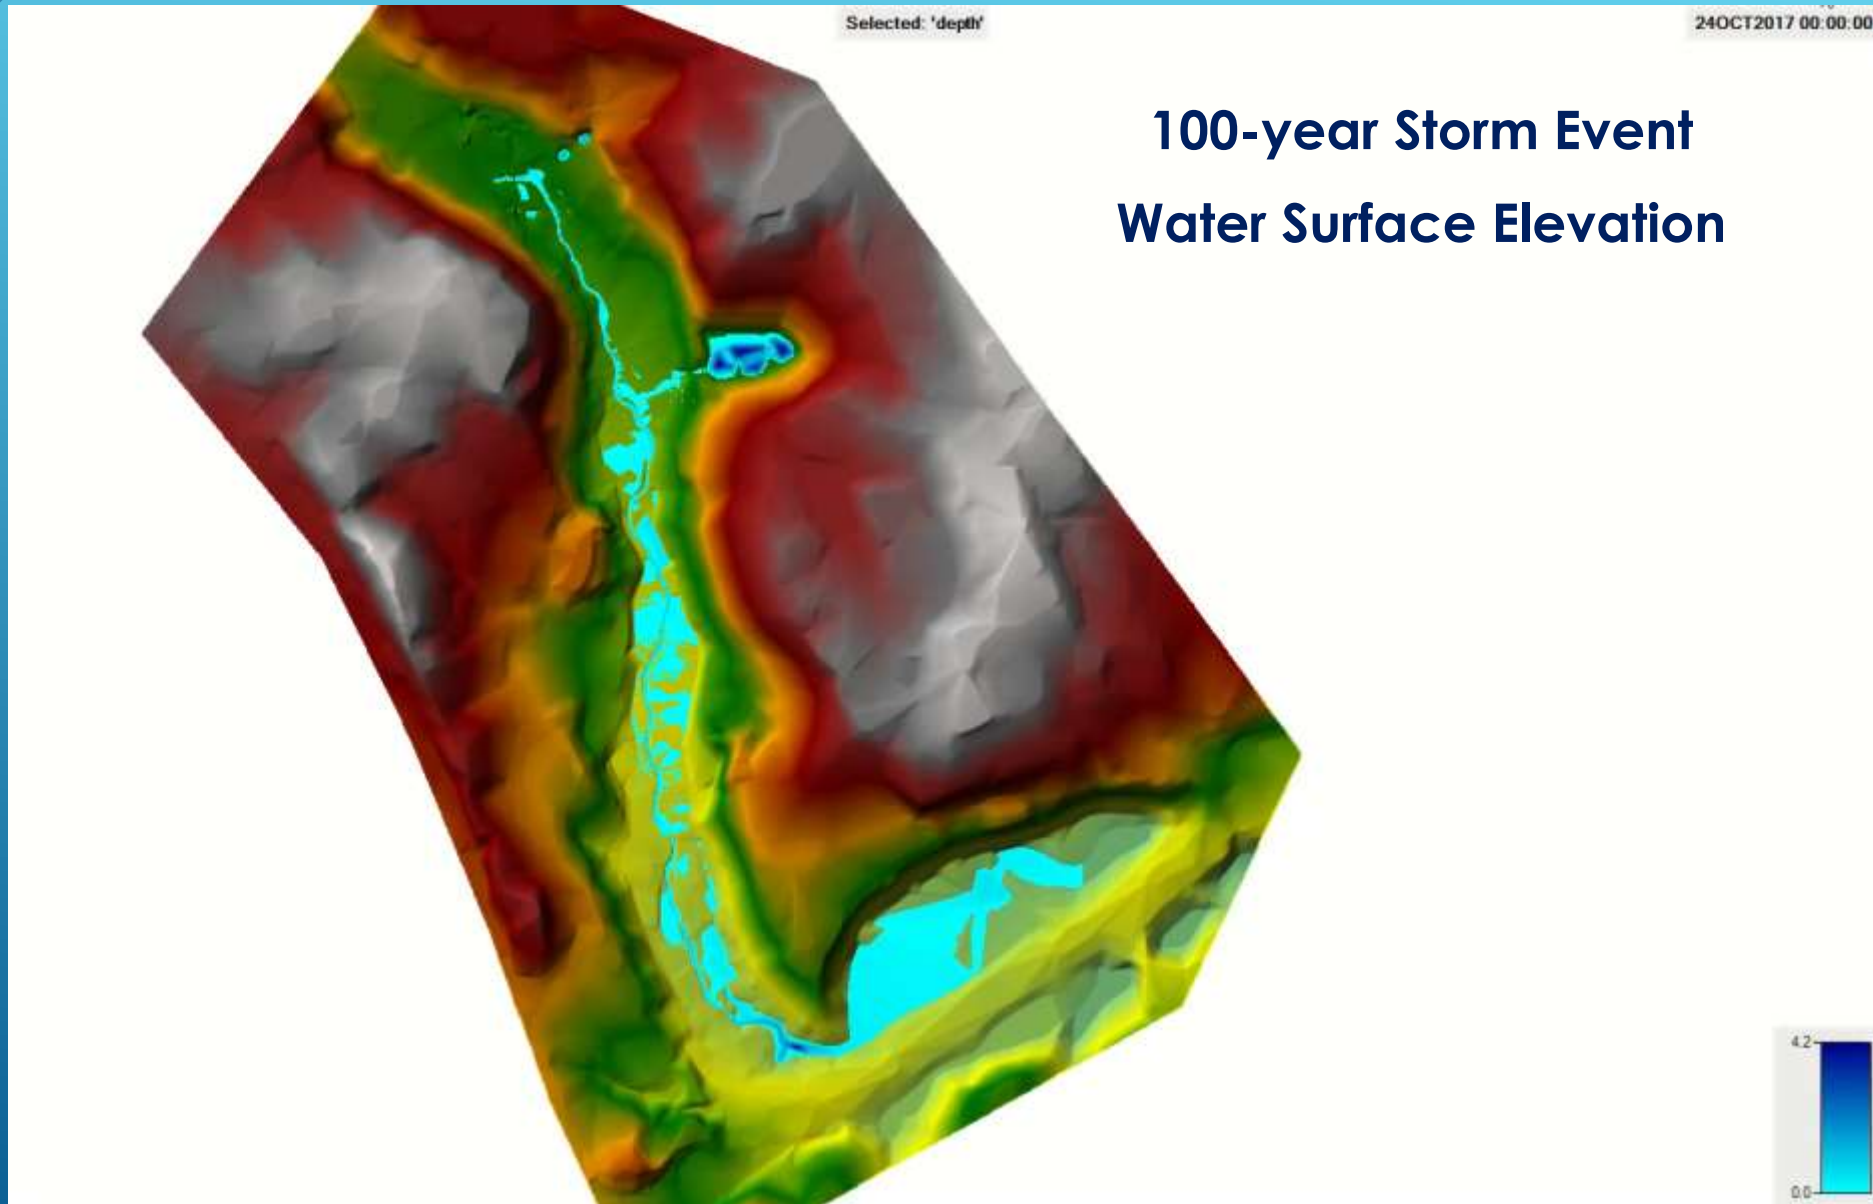 Selected: 'depth'
24OCT2017 00:00:00
100-year Storm Event
Water Surface Elevation
4.2
0.0